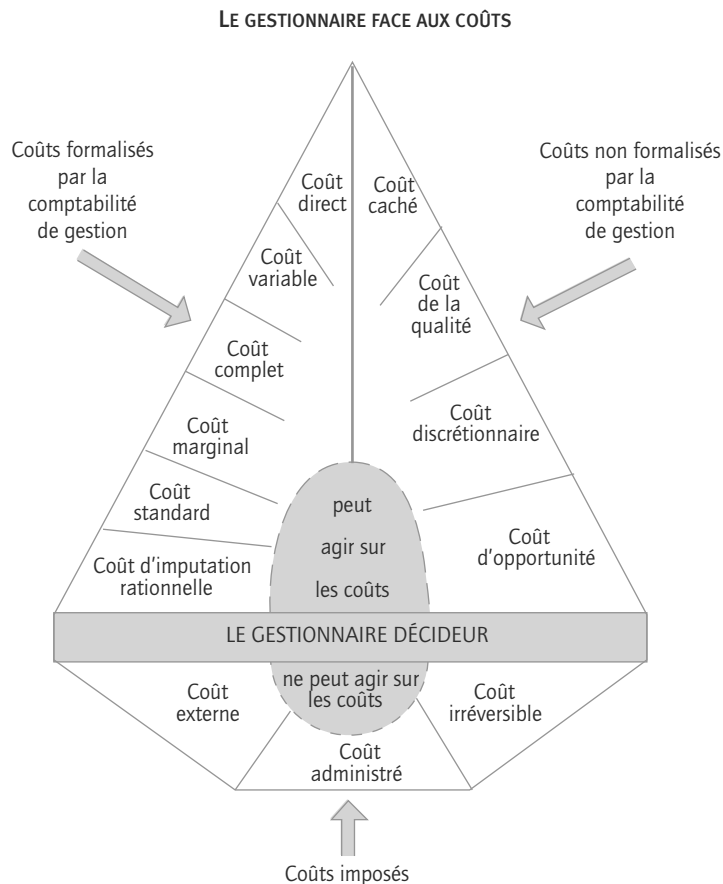 LE GESTIONNAIRE FACE AUX COÛTS
Coûts formalisés
par la
comptabilité
de gestion
Coûts non formalisés
par la
comptabilité
de gestion
Coût
direct
Coût
caché
Coût
variable
Coût
de la
qualité
Coût
complet
Coût
discrétionnaire
Coût
marginal
Coût
standard
Coût d'imputation
rationnelle
peut
agir sur
les coûts
Coût
d'opportunité
LE GESTIONNAIRE DÉCIDEUR
ne peut agir sur
les coûts
Coût
externe
Coût
irréversible
Coût
administré
Coûts imposés